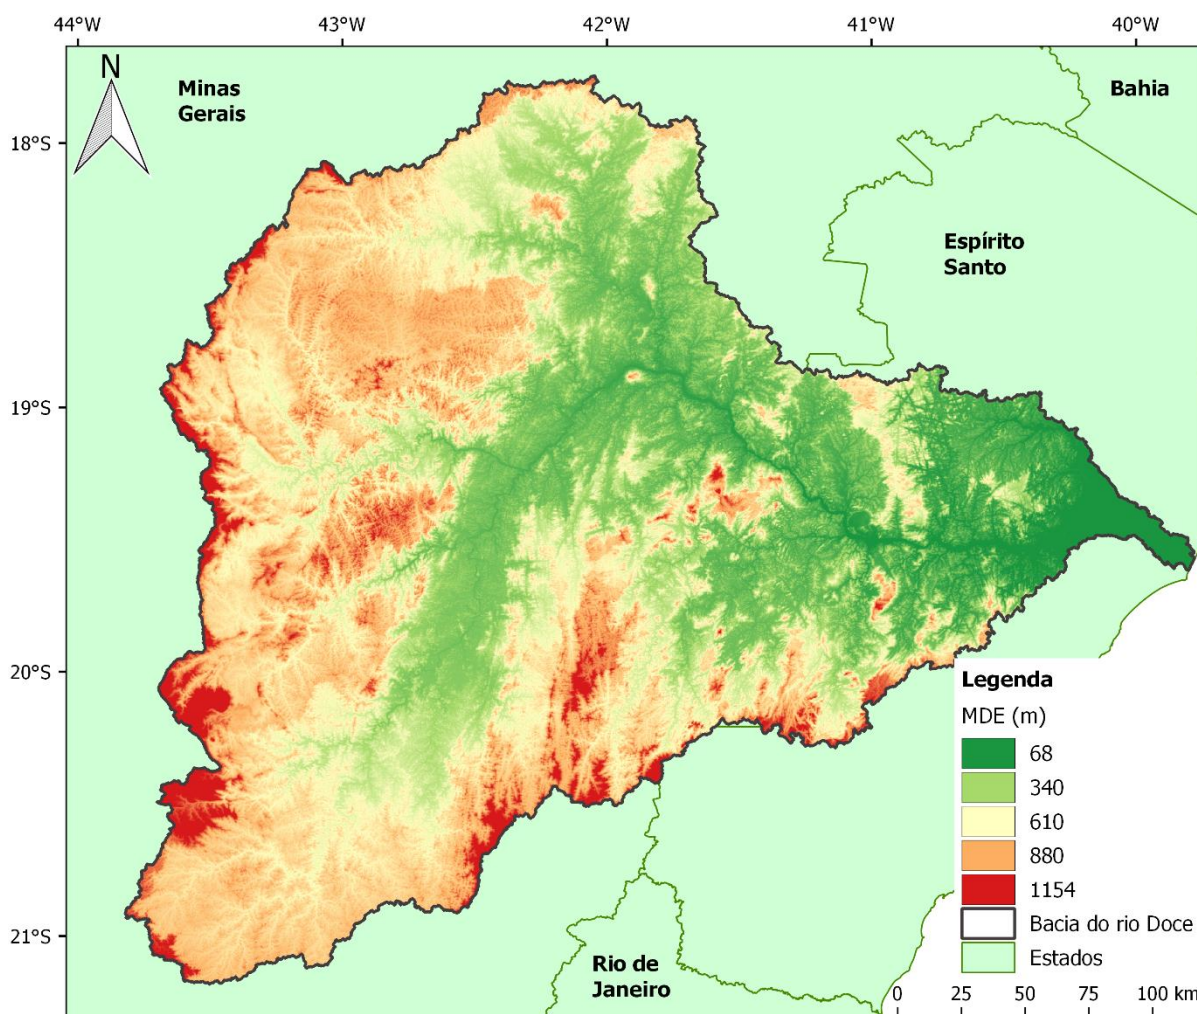 44°W
43°W
42°W
41°W
40°W
N
Minas
Gerais
Bahia
18°S
Espírito
Santo
19°S
20°S
21°S
Legenda
MDE (m)
68
340
610
880
1154
Bacia do rio Doce
Estados
Rio de
Janeiro
0 25 50 75 100 km